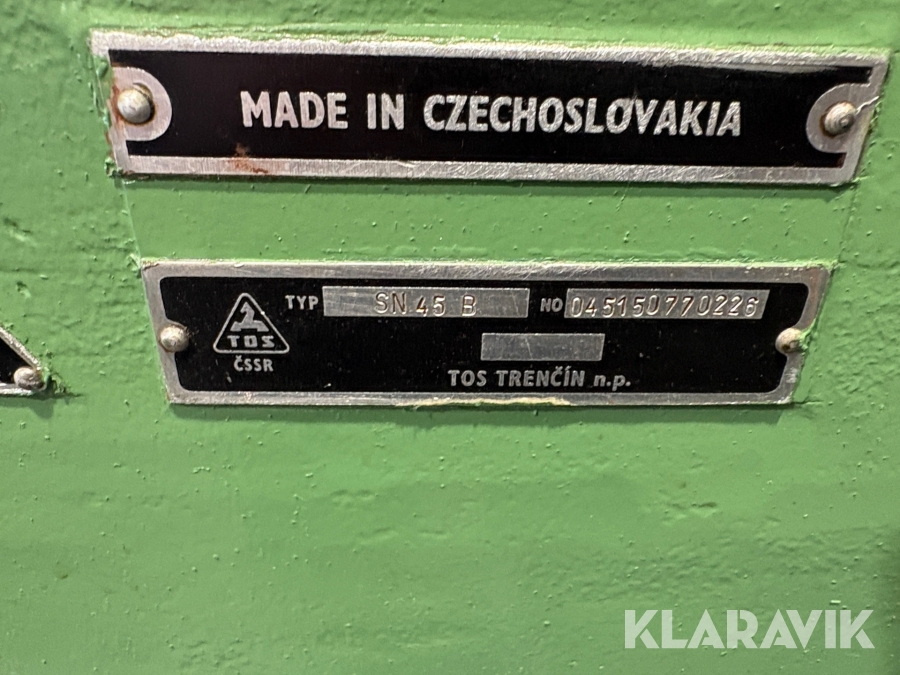 MADE IN CZECHOSLOVAKIA
TYP SN 45 B NO 045150770226
TOS
ČSSR
TOS TRENČÍN n.p.
KLARAVIK